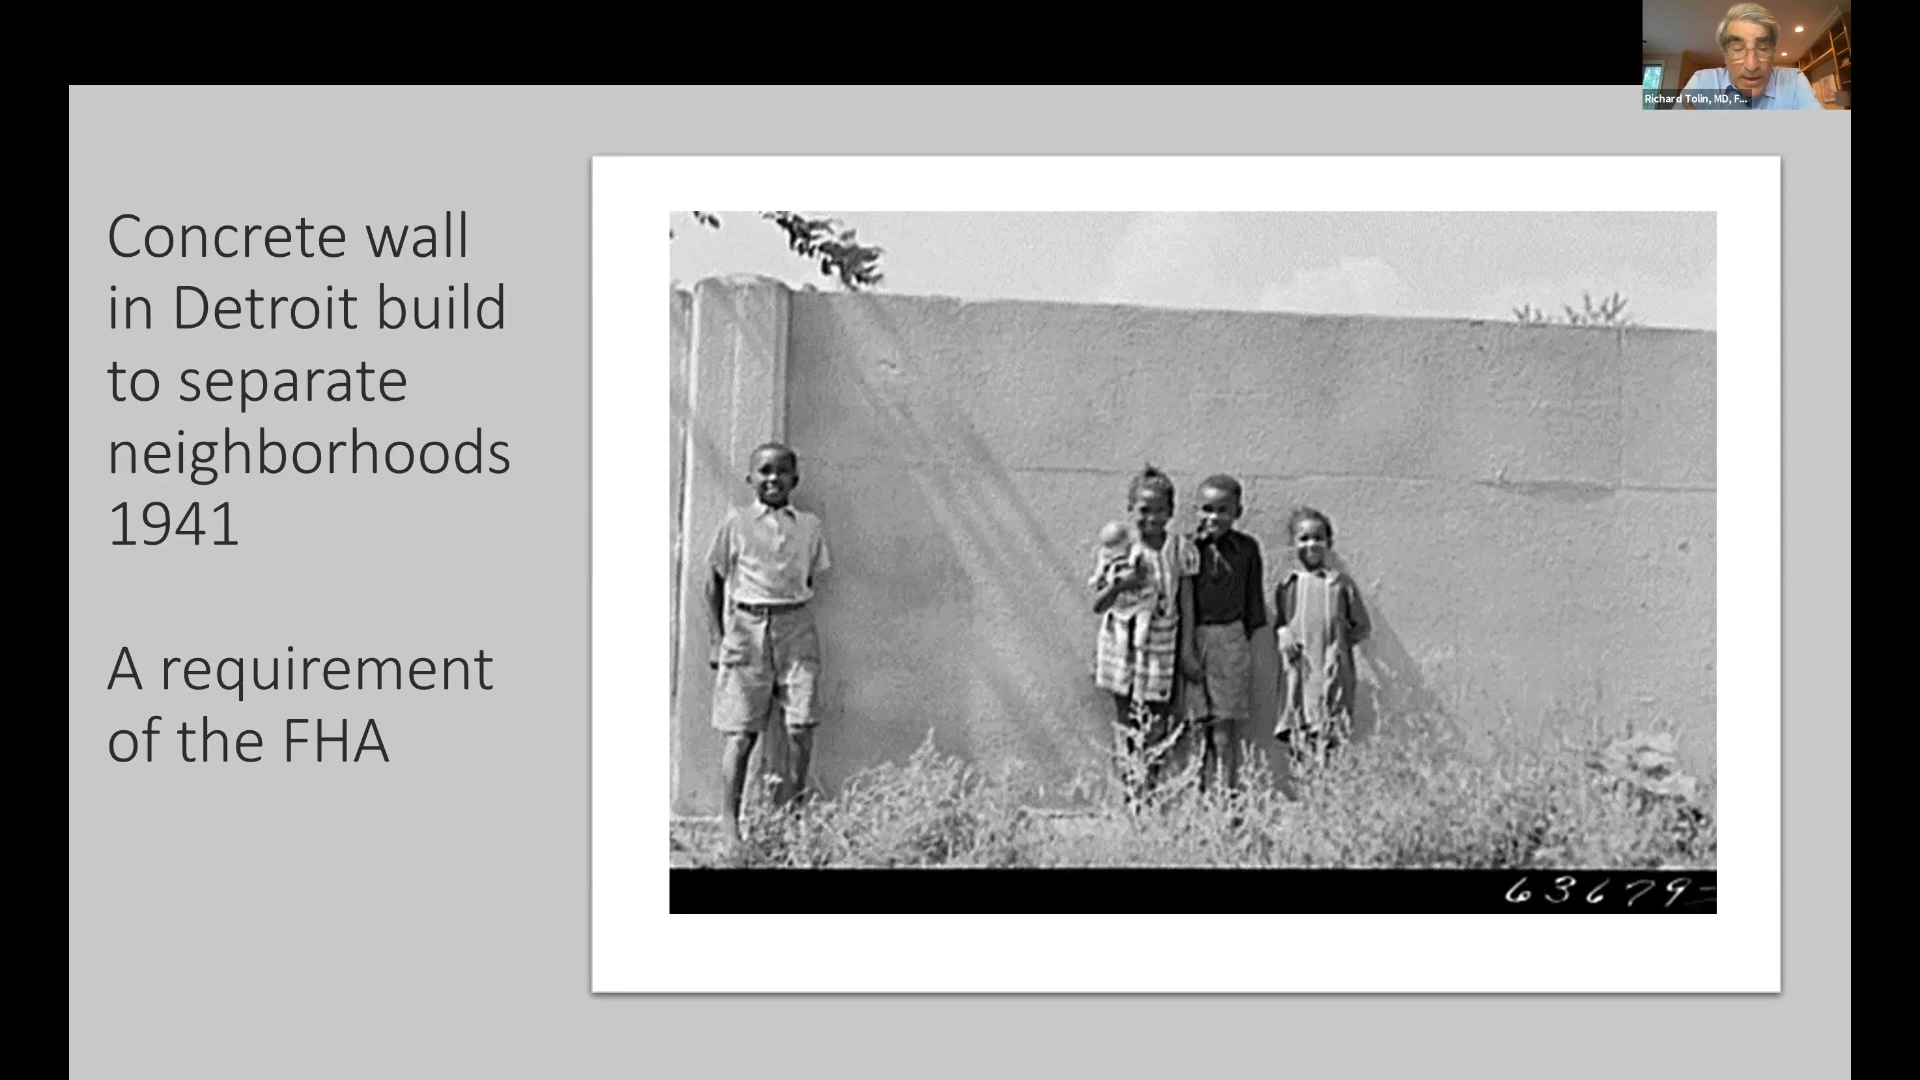 Richard Tolin, MD, F...
Concrete wall
in Detroit build
to separate
neighborhoods
1941
A requirement
of the FHA
63679-